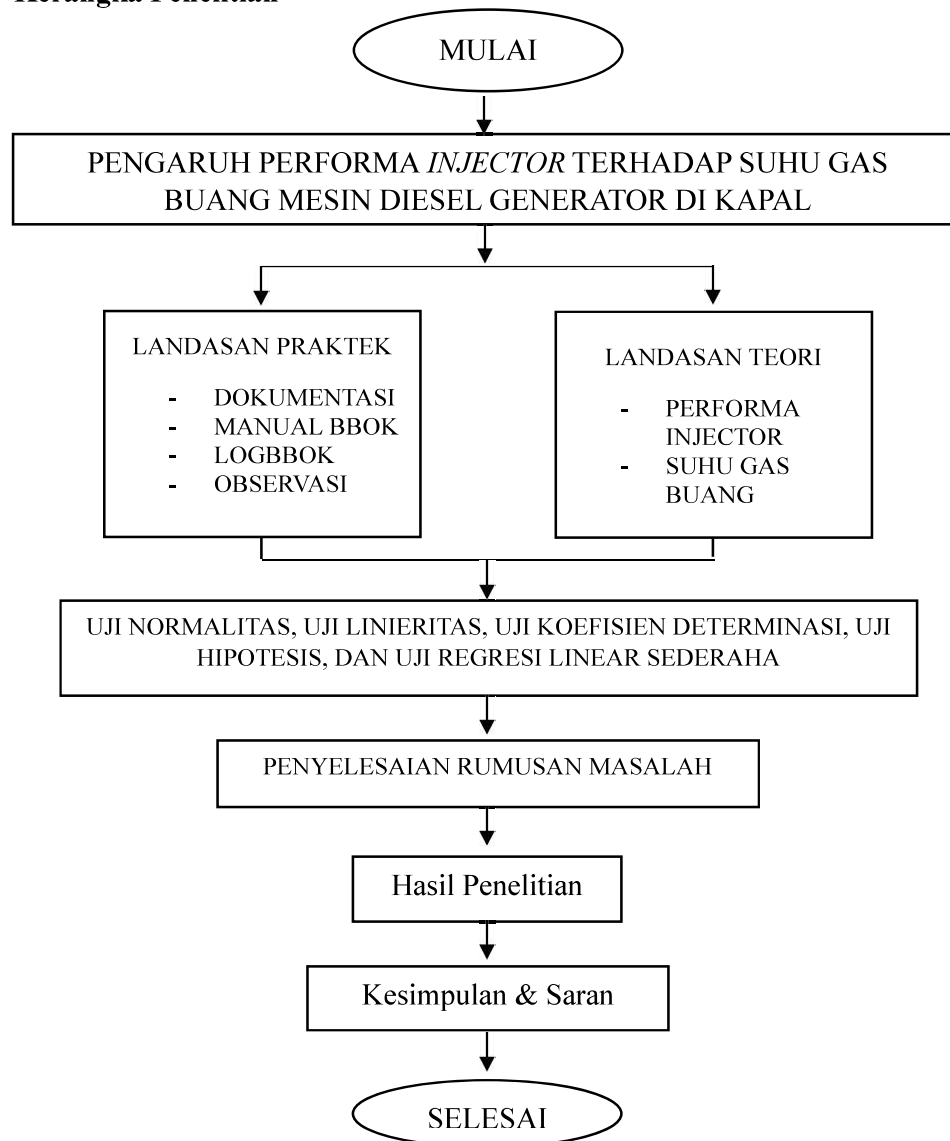 Kerangka Penelitian
MULAI
PENGARUH PERFORMA INJECTOR TERHADAP SUHU GAS
BUANG MESIN DIESEL GENERATOR DI KAPAL
LANDASAN PRAKTEK
- DOKUMENTASI
- MANUAL BBOK
- LOGBBOK
- OBSERVASI
LANDASAN TEORI
- PERFORMA
INJECTOR
- SUHU GAS
BUANG
UJI NORMALITAS, UJI LINIERITAS, UJI KOEFISIEN DETERMINASI, UJI
HIPOTESIS, DAN UJI REGRESI LINEAR SEDERAHA
PENYELESAIAN RUMUSAN MASALAH
Hasil Penelitian
Kesimpulan & Saran
SELESAI